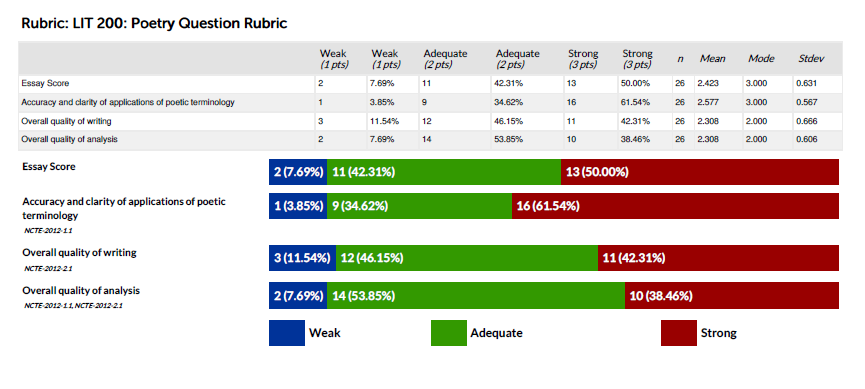 Rubric: LIT 200: Poetry Question Rubric
Weak (1 pts) Weak (1 pts) Adequate (2 pts) Adequate (2 pts) Strong (3 pts) Strong (3 pts) n Mean Mode Stdev
Essay Score 2 7.69% 11 42.31% 13 50.00% 26 2.423 3.000 0.631
Accuracy and clarity of applications of poetic terminology 1 3.85% 9 34.62% 16 61.54% 26 2.577 3.000 0.567
Overall quality of writing 3 11.54% 12 46.15% 11 42.31% 26 2.308 2.000 0.666
Overall quality of analysis 2 7.69% 14 53.85% 10 38.46% 26 2.308 2.000 0.606
Essay Score 2 (7.69%) 11 (42.31%) 13 (50.00%)
Accuracy and clarity of applications of poetic
terminology 1 (3.85%) 9 (34.62%) 16 (61.54%)
NCTE-2012-1.1
Overall quality of writing 3 (11.54%) 12 (46.15%) 11 (42.31%)
NCTE-2012-2.1
Overall quality of analysis 2 (7.69%) 14 (53.85%) 10 (38.46%)
NCTE-2012-1.1, NCTE-2012-2.1
Weak Adequate Strong